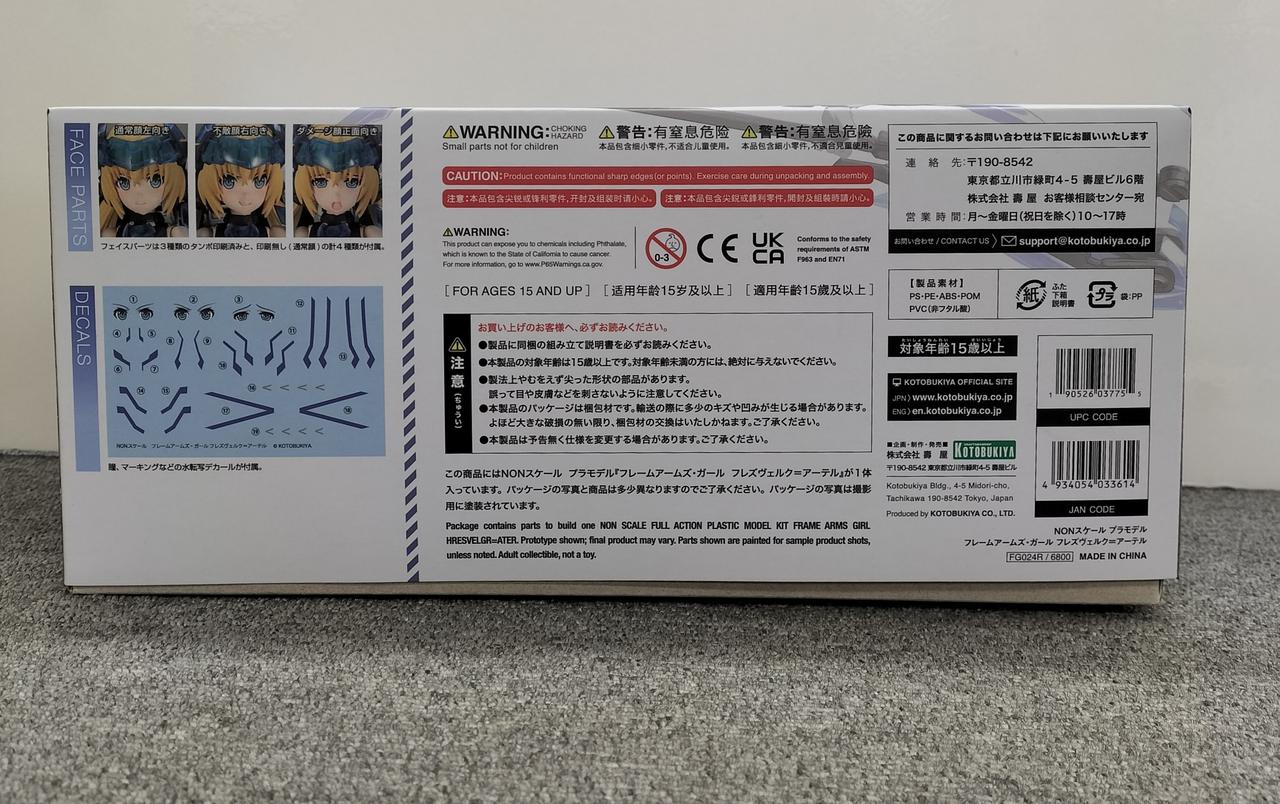 FACE PARTS
通常顔左向き
不敵顔右向き
ダメージ顔正面向き
フェイスパーツは3種類のタンポ印刷済みと、印刷無し(通常顔)の計4種類が付属。
DECALS
① ② ③
④ ⑤ ⑧ ⑨ ⑪ ⑫
⑥ ⑦ ⑩ ⑬
⑭ ⑮ ⑯
⑰ ⑱
⑲
NONスケール フレームアームズ・ガール フレズヴェルク=アーテル © KOTOBUKIYA
瞳、マーキングなどの水転写デカールが付属。
⚠WARNING: CHOKING HAZARD
Small parts not for children
⚠警告:有窒息危险
本品包含细小零件,不适合儿童使用。
⚠警告:有窒息危險
本品包含細小零件,不適合兒童使用。
CAUTION: Product contains functional sharp edges(or points). Exercise care during unpacking and assembly.
注意:本品包含尖锐或锋利零件,开封及组装时请小心。
注意:本品包含尖銳或鋒利零件,開封及組裝時請小心。
⚠WARNING:
This product can expose you to chemicals including Phthalate,
which is known to the State of California to cause cancer.
For more information, go to www.P65Warnings.ca.gov.
0-3
CE
UK
CA
Conforms to the safety
requirements of ASTM
F963 and EN71
[FOR AGES 15 AND UP] [适用年龄15岁及以上] [適用年齡15歲及以上]
注意(ちゅうい)
お買い上げのお客様へ、必ずお読みください。
●製品に同梱の組み立て説明書を必ずお読みください。
●本製品の対象年齢は15歳以上です。対象年齢未満の方には、絶対に与えないでください。
●製法上やむをえず尖った形状の部品があります。
誤って目や皮膚などを刺さないように注意してください。
●本製品のパッケージは梱包材です。輸送の際に多少のキズや凹みが生じる場合があります。
よほど大きな破損の無い限り、梱包材の交換はいたしかねます。ご了承ください。
●本製品は予告無く仕様を変更する場合があります。ご了承ください。
この商品にはNONスケール プラモデル『フレームアームズ・ガール フレズヴェルク=アーテル』が1体
入っています。パッケージの写真と商品は多少異なりますのでご了承ください。パッケージの写真は撮影
用に塗装されています。
Package contains parts to build one NON SCALE FULL ACTION PLASTIC MODEL KIT FRAME ARMS GIRL
HRESVELGR=ATER. Prototype shown; final product may vary. Parts shown are painted for sample product shots,
unless noted. Adult collectible, not a toy.
この商品に関するお問い合わせは下記にお願いいたします
連絡先:〒190-8542
東京都立川市緑町4-5 壽屋ビル6階
株式会社 壽 屋 お客様相談センター宛
営業時間:月〜金曜日(祝日を除く)10〜17時
お問い合わせ / CONTACT US support@kotobukiya.co.jp
【製品素材】
PS・PE・ABS・POM
PVC(非フタル酸)
紙
ふた
下箱
説明書
プラ
袋:PP
たいしょうねんれい さいいじょう
対象年齢15歳以上
KOTOBUKIYA OFFICIAL SITE
JPN) www.kotobukiya.co.jp
ENG) en.kotobukiya.co.jp
■企画・制作・発売■
株式会社 壽 屋 KOTOBUKIYA
〒190-8542 東京都立川市緑町4-5 壽屋ビル
Kotobukiya Bldg., 4-5 Midori-cho,
Tachikawa 190-8542 Tokyo, Japan
Produced by KOTOBUKIYA CO., LTD.
1 90526 03775 5
UPC CODE
4 934054 033614
JAN CODE
NONスケール プラモデル
フレームアームズ・ガール フレズヴェルク=アーテル
FG024R / 6800 MADE IN CHINA